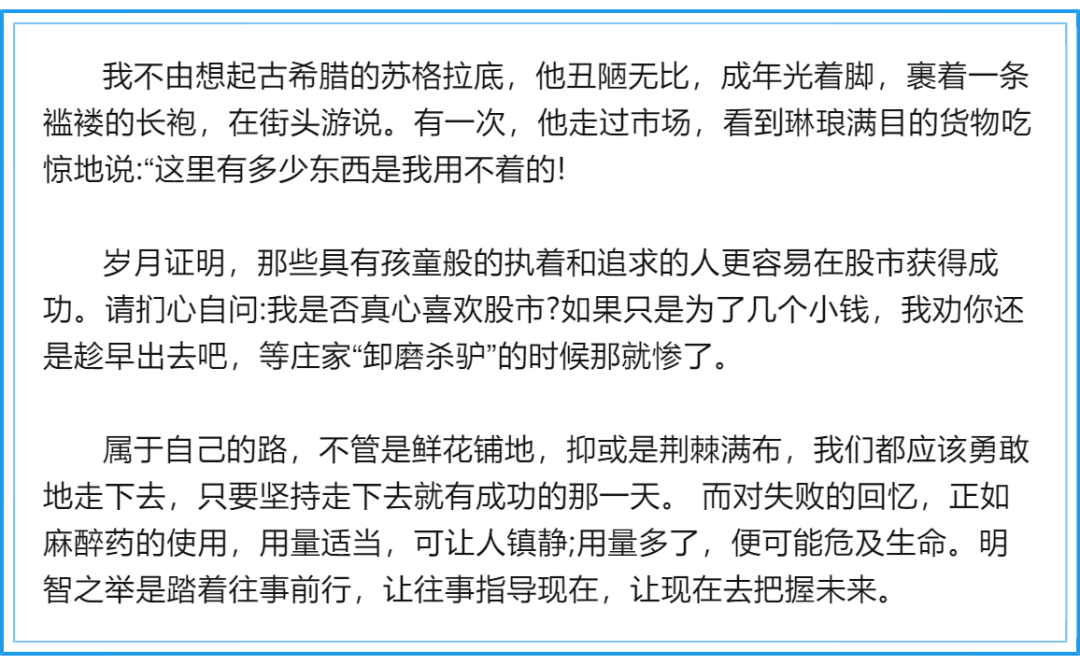 我不由想起古希腊的苏格拉底，他丑陋无比，成年光着脚，裹着一条
褴褛的长袍，在街头游说。有一次，他走过市场，看到琳琅满目的货物吃
惊地说:“这里有多少东西是我用不着的!
岁月证明，那些具有孩童般的执着和追求的人更容易在股市获得成
功。请扪心自问:我是否真心喜欢股市?如果只是为了几个小钱，我劝你还
是趁早出去吧，等庄家“卸磨杀驴”的时候那就惨了。
属于自己的路，不管是鲜花铺地，抑或是荆棘满布，我们都应该勇敢
地走下去，只要坚持走下去就有成功的那一天。 而对失败的回忆，正如
麻醉药的使用，用量适当，可让人镇静;用量多了，便可能危及生命。明
智之举是踏着往事前行，让往事指导现在，让现在去把握未来。